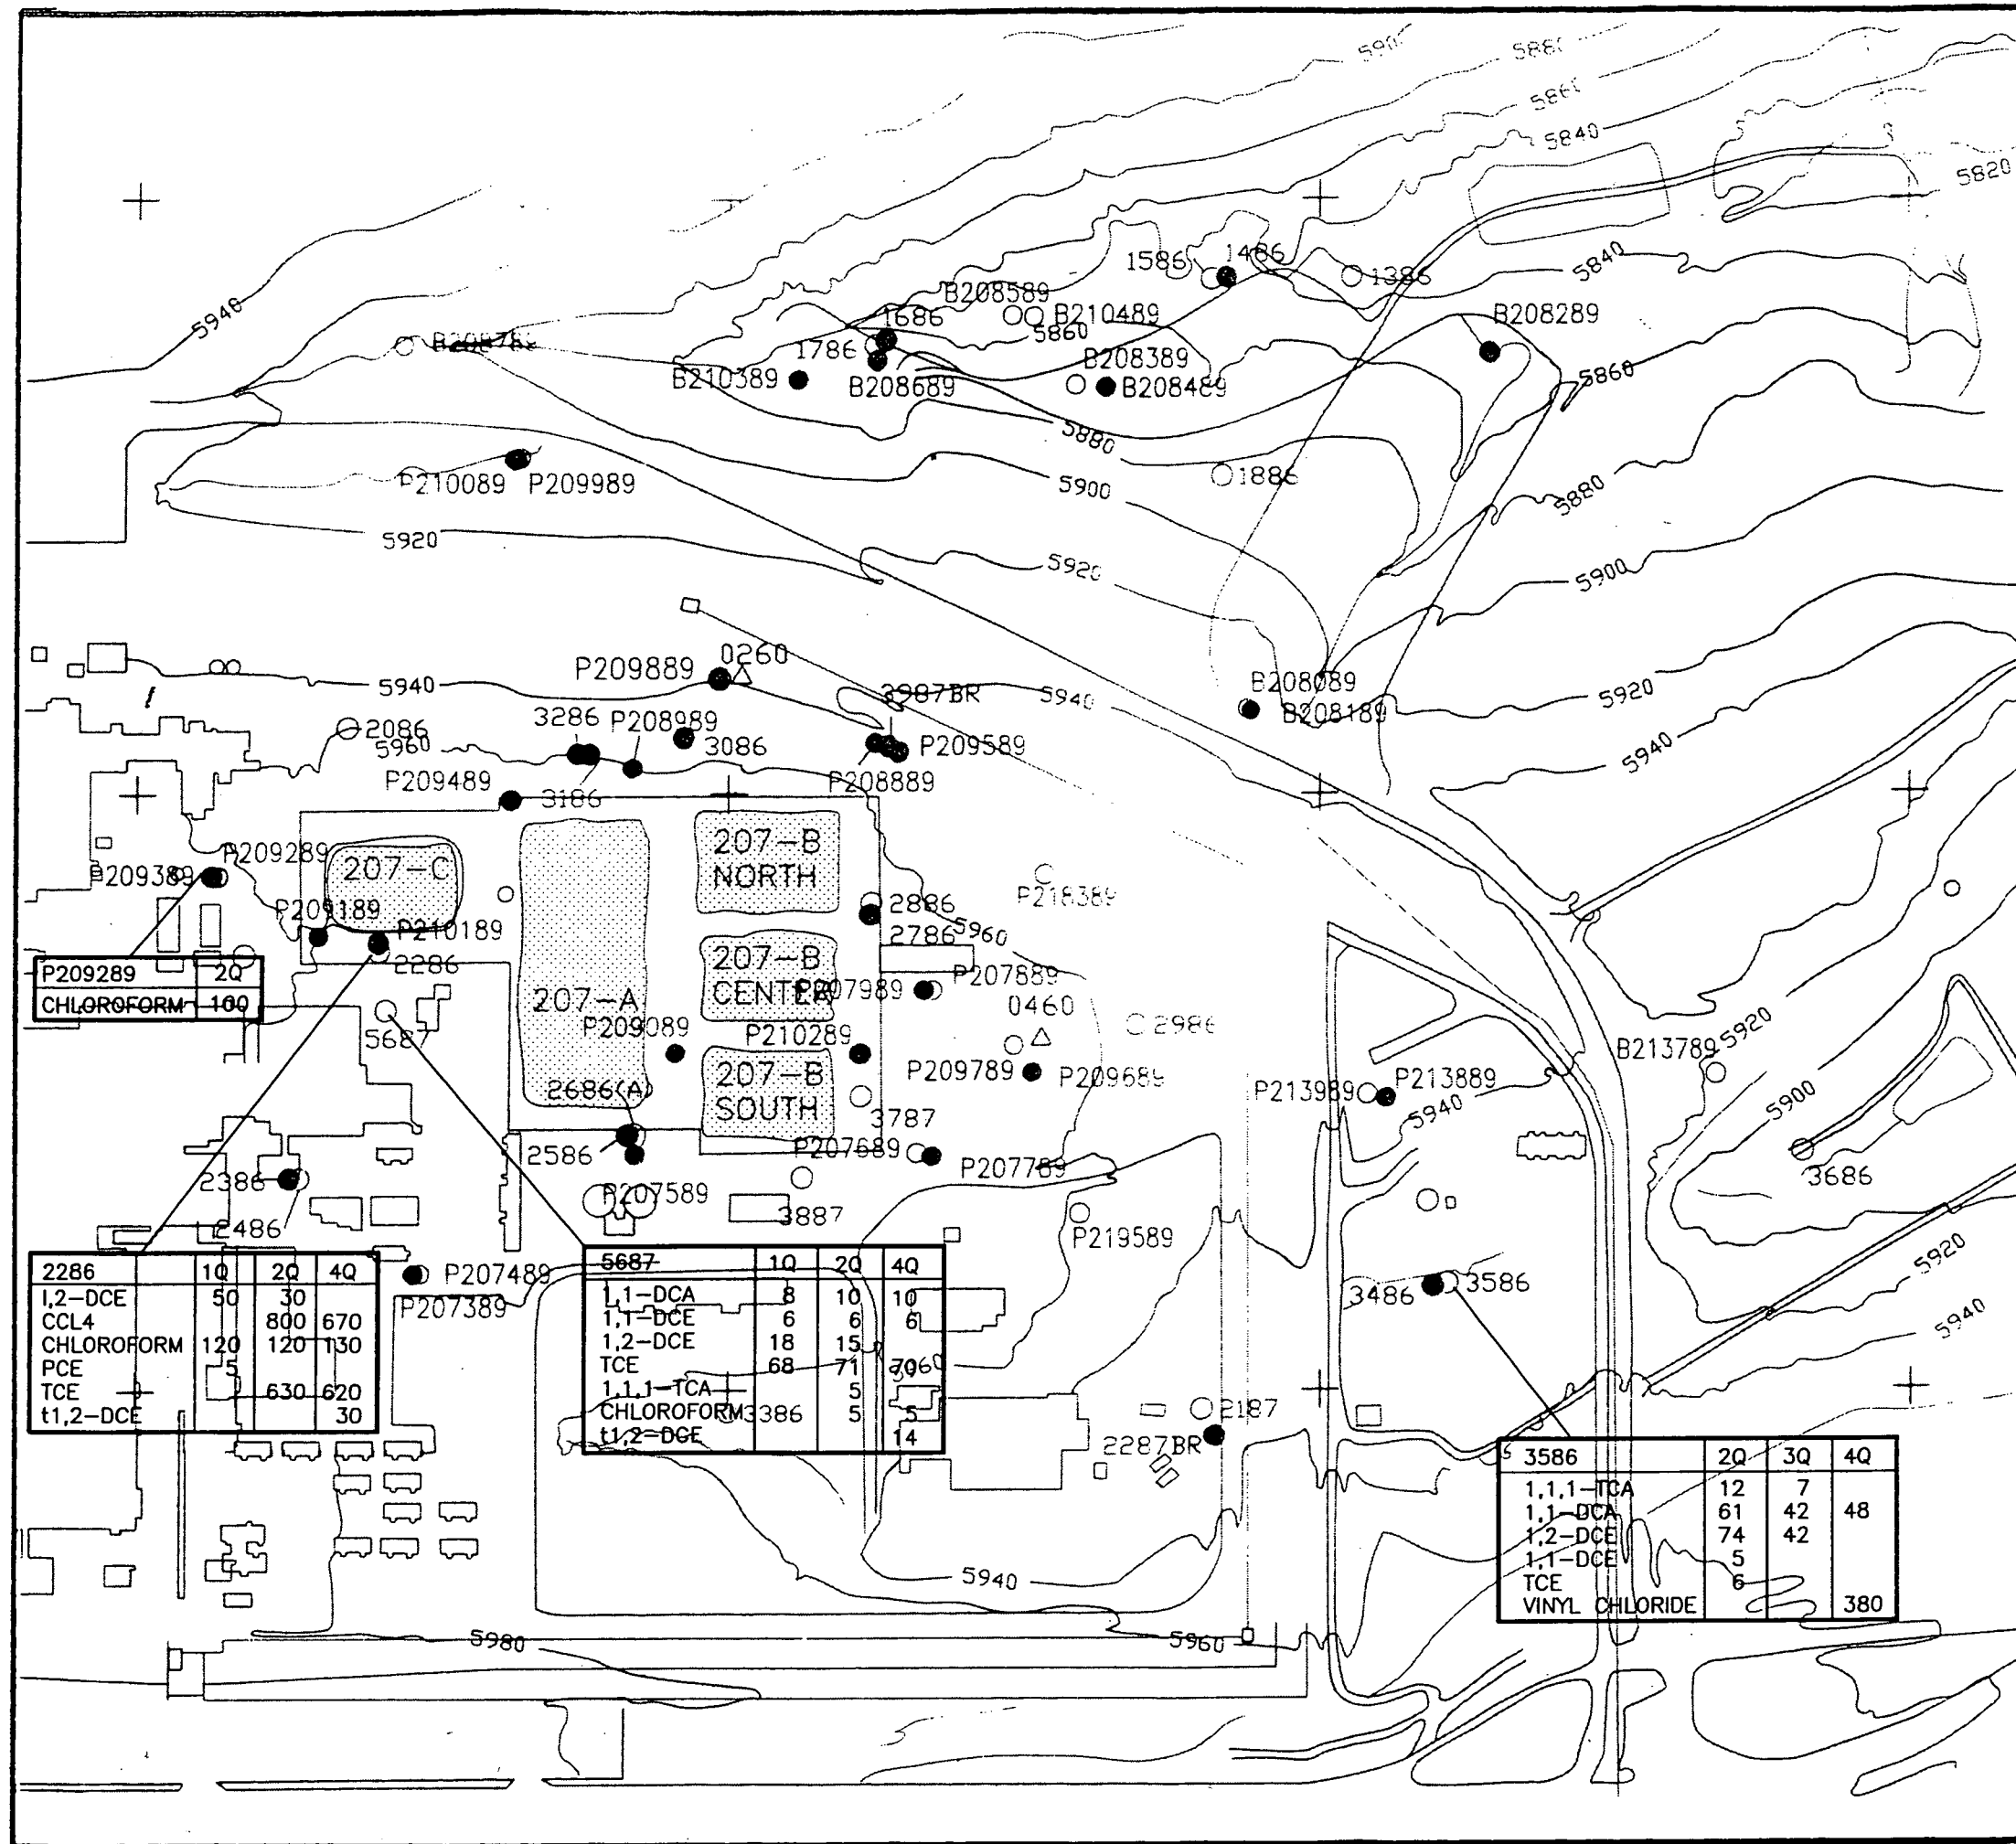 5880
5860
5840
5820
5940
1586
1486
1386
5840
B208589
B210489
B208289
1686
5860
1786
B208389
B210389
B208689
B208489
5860
5880
1886
P210089
P209989
5900
5880
5920
5920
5900
P209889
0260
5940
3987BR
5940
B208089
5920
B208189
2086
3286
P208989
5960
3086
P209589
5940
P209489
3186
P208889
207-B
NORTH
207-C
P209289
P209389
P218389
2886
P209189
P210189
2786
5960
2286
P209289 2Q
CHLOROFORM 100
207-B
CENTER
P207989
P207889
207-A
0460
5687
P209089
P210289
2986
5920
B213789
207-B
SOUTH
P209789
P209689
P213989
P213889
2686(A)
3787
5940
5900
2586
P207689
P207789
2386
P207589
3686
2486
3887
P219589
5920
2286 1Q 2Q 4Q
1,2-DCE 50 30
CCL4 800 670
CHLOROFORM 120 120 130
PCE 5
TCE 630 620
t1,2-DCE 30
P207489
P207389
5687 1Q 2Q 4Q
1,1-DCA 8 10 10
1,1-DCE 6 6 6
1,2-DCE 18 15
TCE 68 71 70
1,1,1-TCA 5
CHLOROFORM 5 5
t1,2-DCE 14
3386
3486
3586
5940
2187
2287BR
3586 2Q 3Q 4Q
1,1,1-TCA 12 7
1,1-DCA 61 42 48
1,2-DCE 74 42
1,1-DCE 5
TCE 6
VINYL CHLORIDE 380
5940
5980
5960